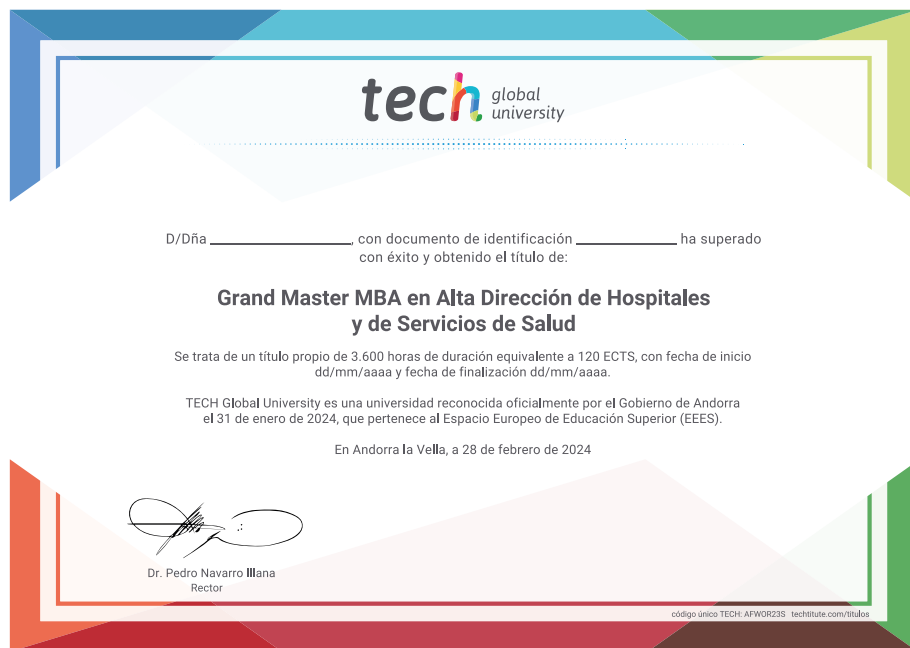 tech global university
D/Dña ______________, con documento de identificación __________ ha superado
con éxito y obtenido el título de:
Grand Master MBA en Alta Dirección de Hospitales
y de Servicios de Salud
Se trata de un título propio de 3.600 horas de duración equivalente a 120 ECTS, con fecha de inicio
dd/mm/aaaa y fecha de finalización dd/mm/aaaa.
TECH Global University es una universidad reconocida oficialmente por el Gobierno de Andorra
el 31 de enero de 2024, que pertenece al Espacio Europeo de Educación Superior (EEES).
En Andorra la Vella, a 28 de febrero de 2024
Dr. Pedro Navarro Illana
Rector
código único TECH: AFWOR23S techtitute.com/titulos